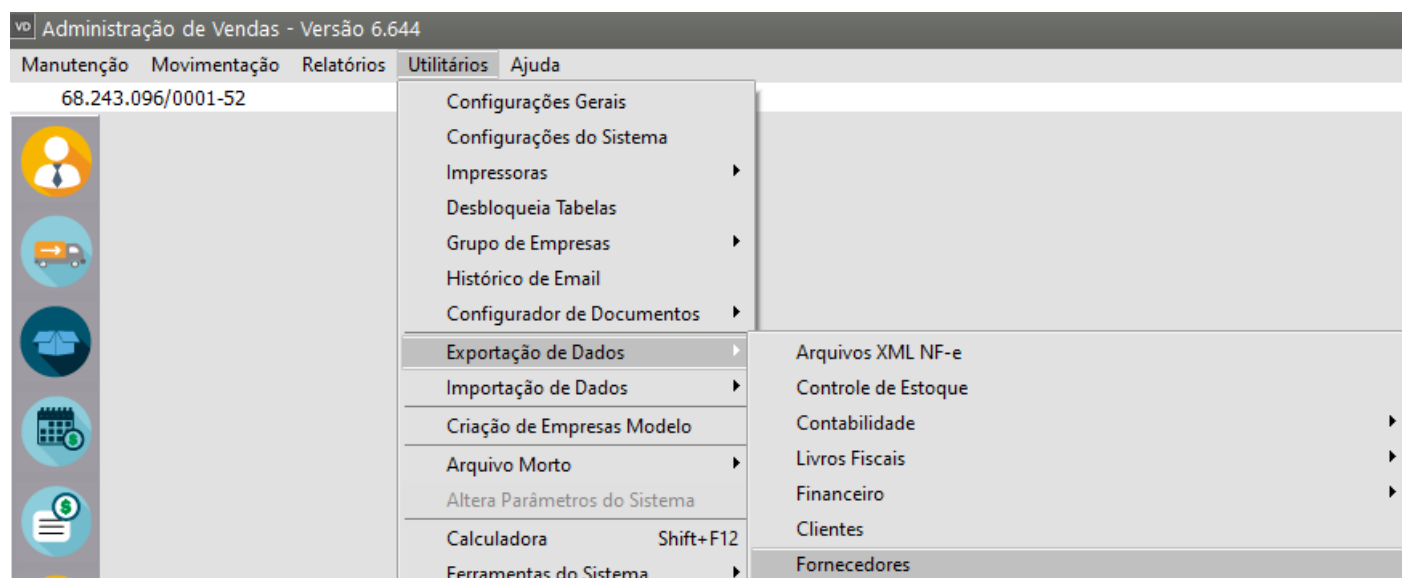 VD Administração de Vendas - Versão 6.644
Manutenção Movimentação Relatórios Utilitários Ajuda
68.243.096/0001-52
Configurações Gerais
Configurações do Sistema
Impressoras
Desbloqueia Tabelas
Grupo de Empresas
Histórico de Email
Configurador de Documentos
Exportação de Dados
Importação de Dados
Criação de Empresas Modelo
Arquivo Morto
Altera Parâmetros do Sistema
Calculadora Shift+F12
Ferramentas do Sistema
Arquivos XML NF-e
Controle de Estoque
Contabilidade
Livros Fiscais
Financeiro
Clientes
Fornecedores